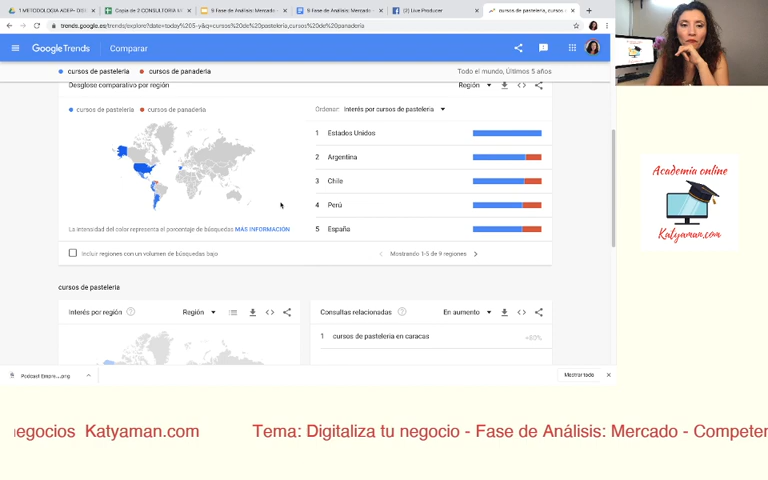 1 METODOLOGÍA ADEP- DIG
Copia de 2 CONSULTORIA
9 Fase de Análisis: Mercado -
9 Fase de Análisis: Mercado -
(2) Live Producer
cursos de pastelería, cursos
trends.google.es/trends/explore?date=today%205-y&q=cursos%20de%20pasteleria,cursos%20de%20panaderia
Google Trends
Comparar
cursos de pastelería
cursos de panadería
Todo el mundo, Últimos 5 años
Desglose comparativo por región
Región
cursos de pastelería
cursos de panadería
Ordenar: Interés por cursos de pastelería
1 Estados Unidos
2 Argentina
3 Chile
4 Perú
5 España
La intensidad del color representa el porcentaje de búsquedas MÁS INFORMACIÓN
Incluir regiones con un volumen de búsquedas bajo
Mostrando 1-5 de 9 regiones
cursos de pastelería
Interés por región
Región
Consultas relacionadas
En aumento
1 cursos de pasteleria en caracas
+80%
Podcast Empre....png
Mostrar todo
Academia online
Katyaman.com
egocios Katyaman.com
Tema: Digitaliza tu negocio - Fase de Análisis: Mercado - Competen